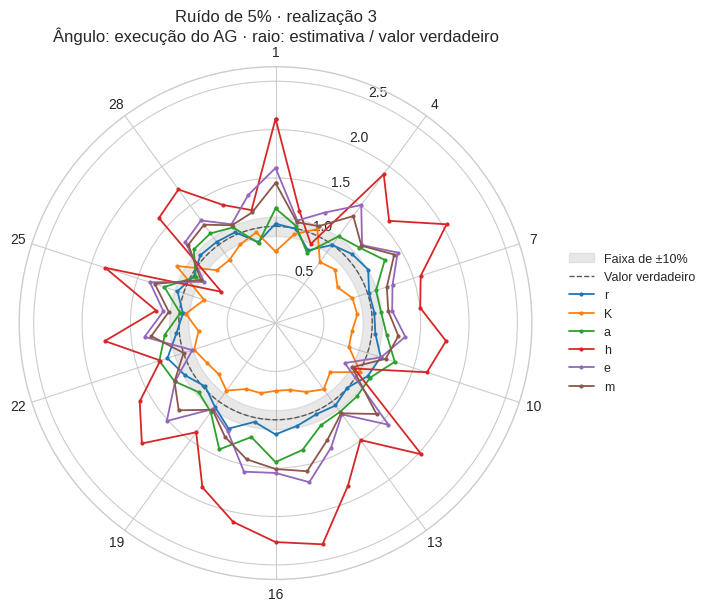 Ruído de 5% · realização 3
Ângulo: execução do AG · raio: estimativa / valor verdadeiro
1
4
7
10
13
16
19
22
25
28
0.5
1.0
1.5
2.0
2.5
Faixa de ±10%
Valor verdadeiro
r
K
a
h
e
m